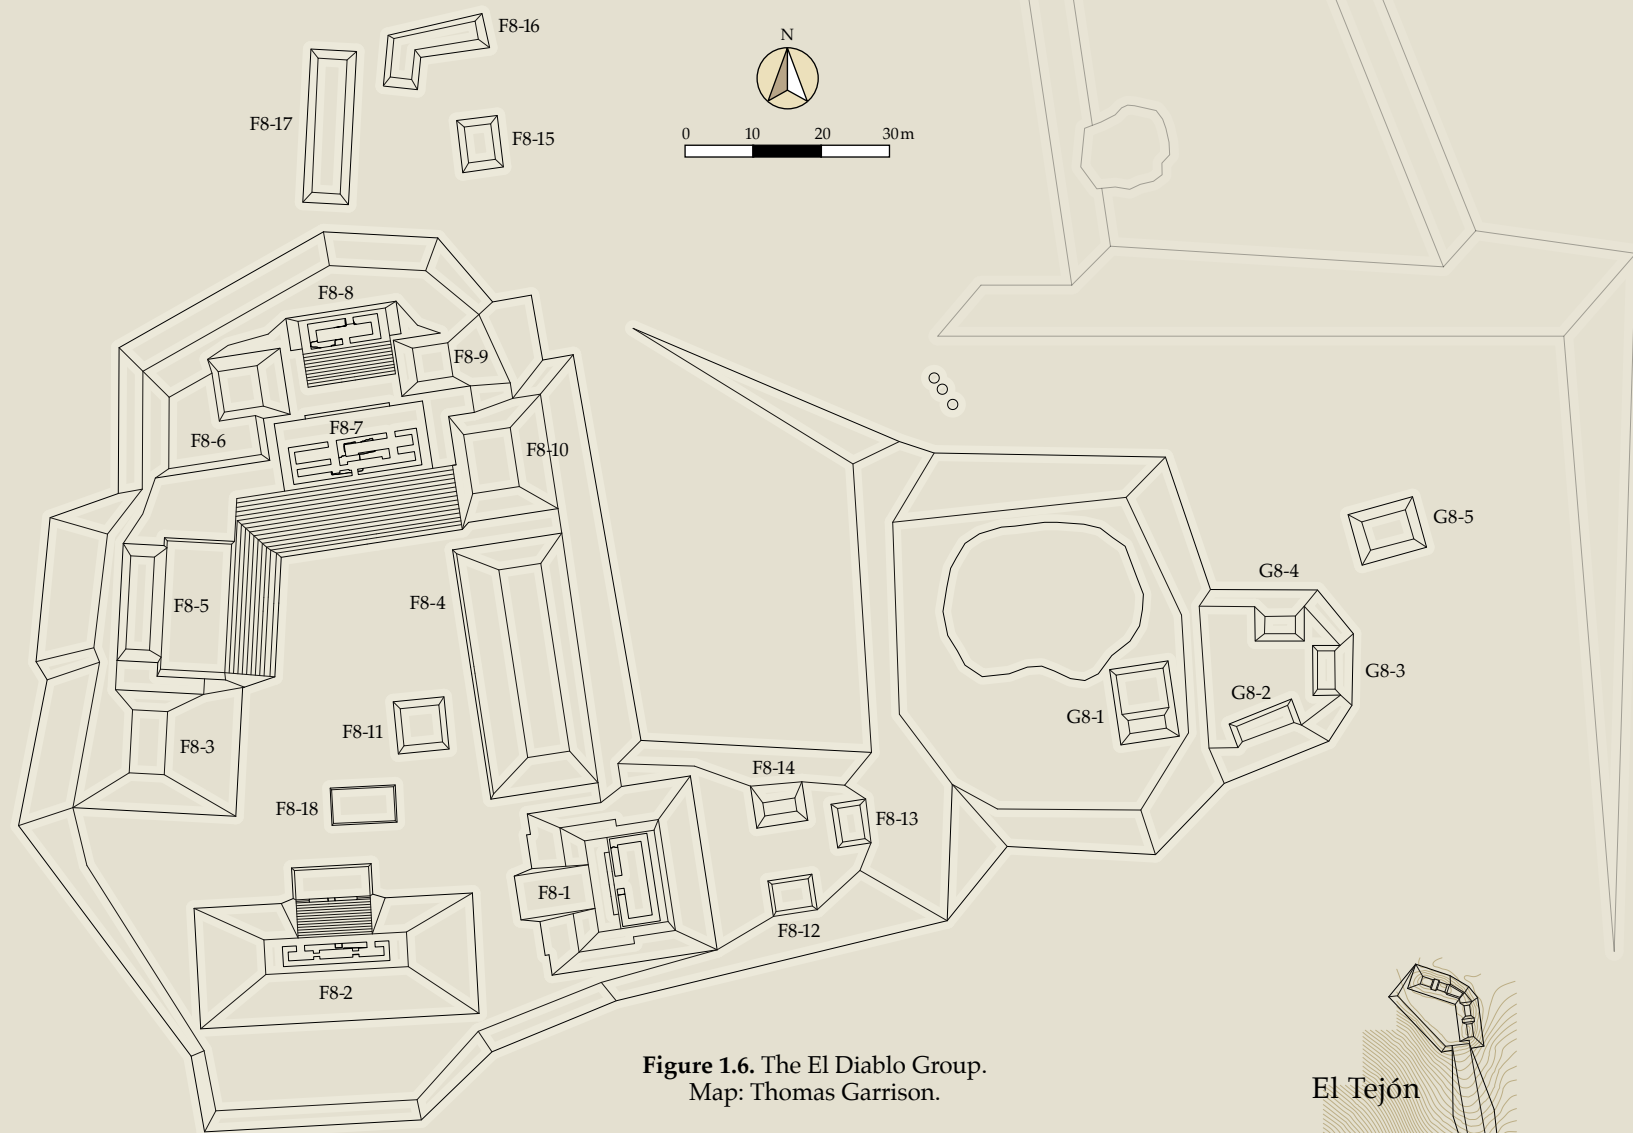 F8-16
N
F8-17
0 10 20 30 m
F8-15
F8-8
F8-9
F8-7
F8-6
F8-10
G8-5
G8-4
F8-4
F8-5
G8-3
G8-2
G8-1
F8-11
F8-3
F8-14
F8-18
F8-13
F8-1
F8-12
F8-2
Figure 1.6. The El Diablo Group.
Map: Thomas Garrison.
El Tejón